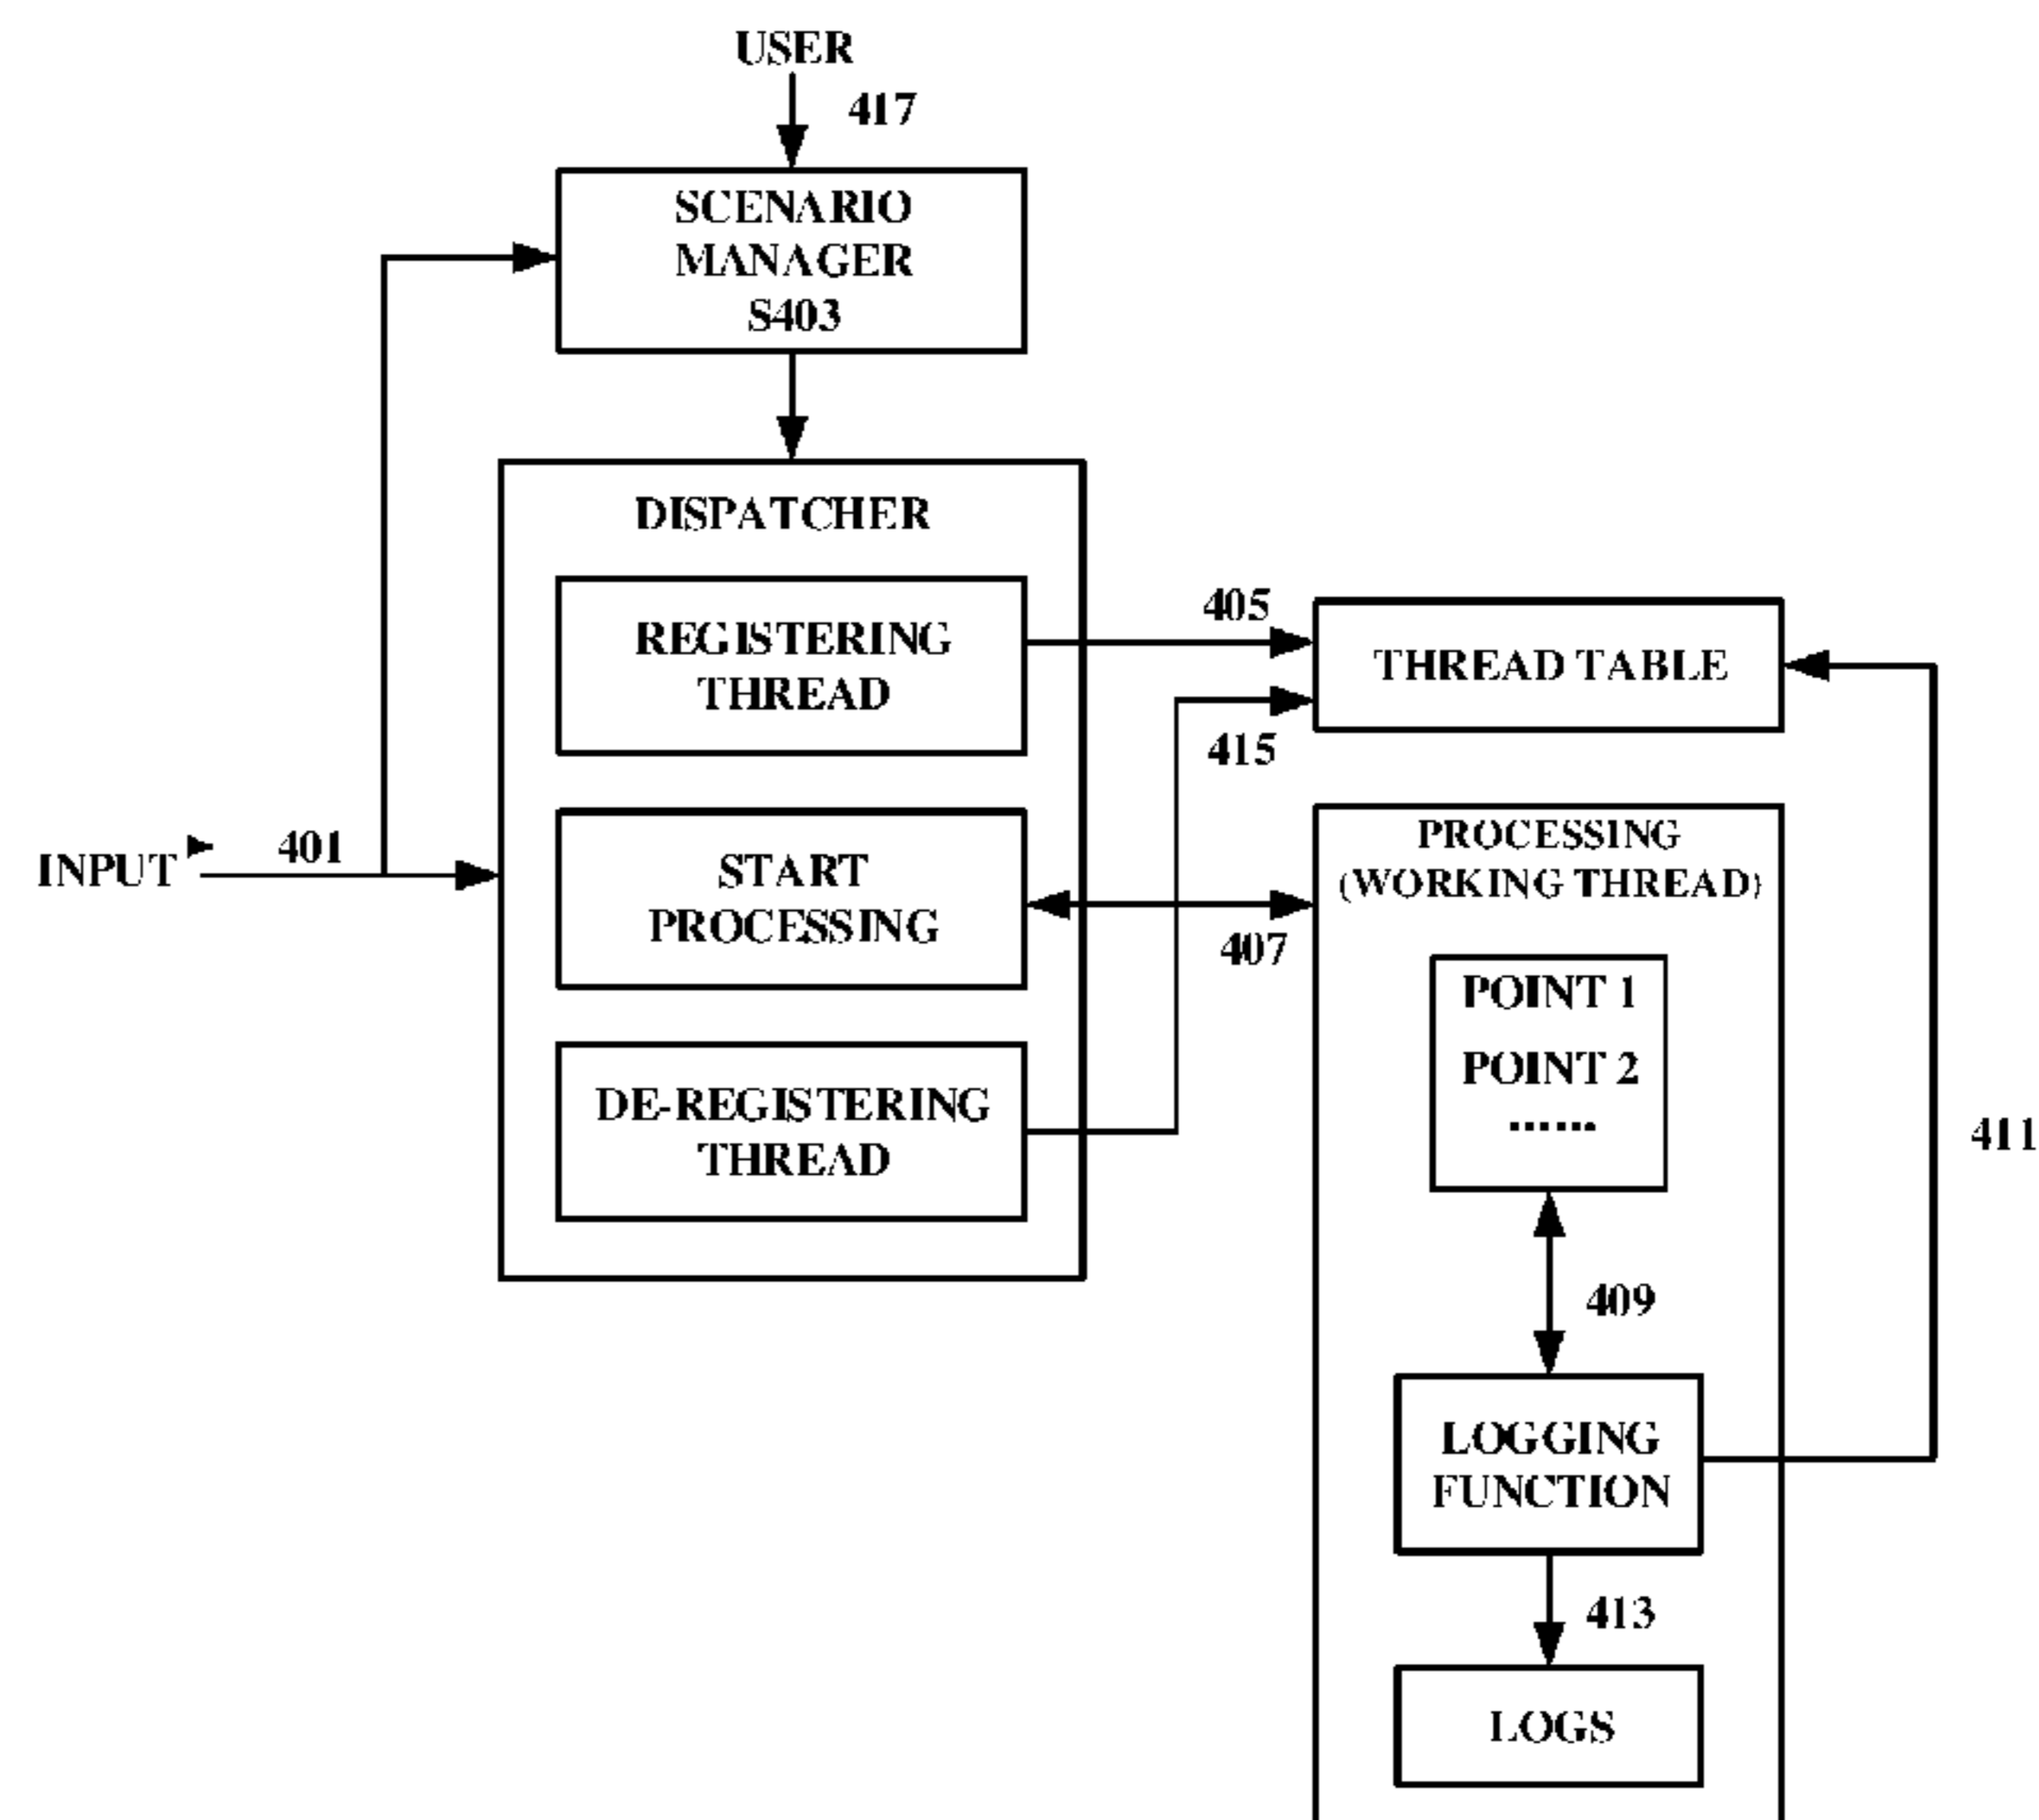 USER
417
SCENARIO
MANAGER
S403
DISPATCHER
REGISTERING
THREAD
405
THREAD TABLE
415
INPUT
401
START
PROCESSING
407
PROCESSING
(WORKING THREAD)
POINT 1
POINT 2
......
DE-REGISTERING
THREAD
411
409
LOGGING
FUNCTION
413
LOGS